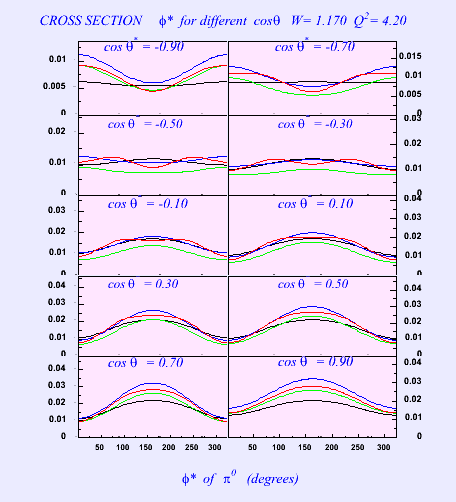 CROSS SECTION ϕ* for different cosθ W= 1.170 Q² = 4.20
cos θ* = -0.90 cos θ = -0.70
0.01 0.005 0 0.015 0.01 0.005 0
cos θ = -0.50 cos θ = -0.30
0.02 0.01 0 0.03 0.02 0.01 0
cos θ = -0.10 cos θ = 0.10
0.03 0.02 0.01 0 0.04 0.03 0.02 0.01 0
cos θ = 0.30 cos θ = 0.50
0.04 0.03 0.02 0.01 0 0.04 0.03 0.02 0.01 0
cos θ = 0.70 cos θ = 0.90
0.04 0.03 0.02 0.01 0 0.04 0.03 0.02 0.01 0
50 100 150 200 250 300 50 100 150 200 250 300
ϕ* of π⁰ (degrees)